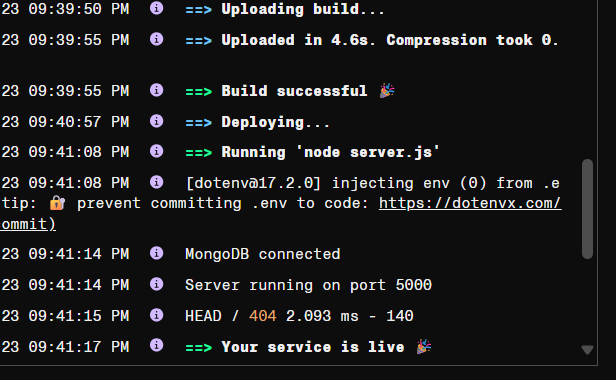 23 09:39:50 PM ==> Uploading build...
23 09:39:55 PM ==> Uploaded in 4.6s. Compression took 0.
23 09:39:55 PM ==> Build successful 🎉
23 09:40:57 PM ==> Deploying...
23 09:41:08 PM ==> Running 'node server.js'
23 09:41:08 PM [dotenv@17.2.0] injecting env (0) from .e
tip: 🔐 prevent committing .env to code: https://dotenvx.com/
ommit)
23 09:41:14 PM MongoDB connected
23 09:41:14 PM Server running on port 5000
23 09:41:15 PM HEAD / 404 2.093 ms - 140
23 09:41:17 PM ==> Your service is live 🎉